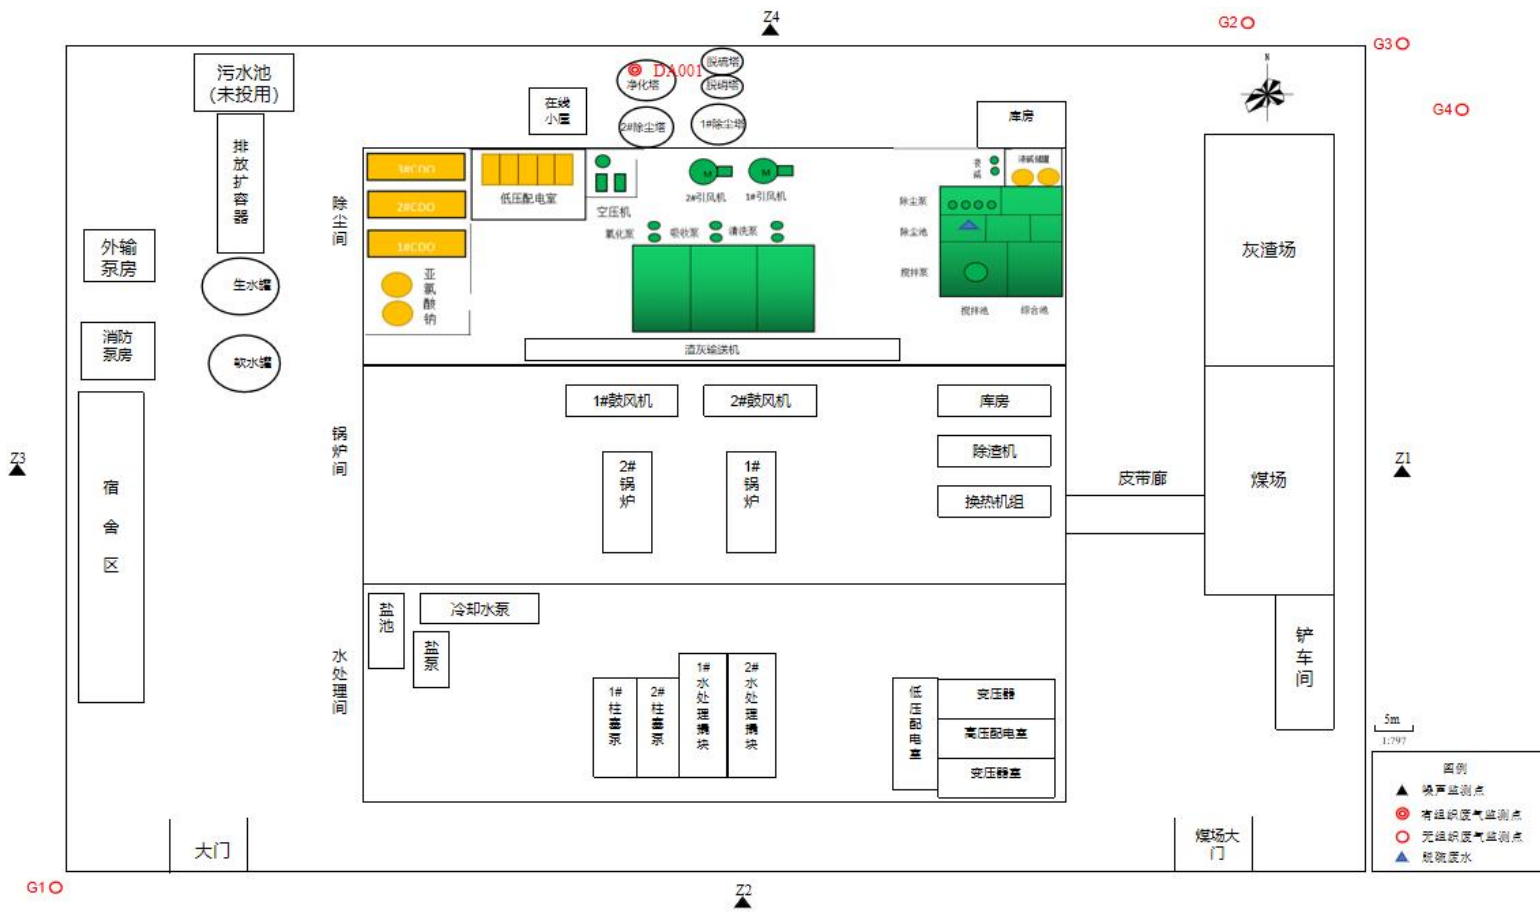 Z4
G2
G3
N
G4
污水池
(未投用)
脱硫塔
DA001
净化塔
脱硝塔
在线
小屋
2#除尘塔
1#除尘塔
库房
排放扩容器
3#CDO
2#CDO
1#CDO
低压配电室
空压机
M
M
2#引风机
1#引风机
氧化泵
吸收泵
清洗泵
液碱储罐
除尘泵
除尘池
搅拌泵
搅拌池
综合池
除尘间
亚氯酸钠
外输
泵房
生水罐
消防
泵房
软水罐
渣灰输送机
灰渣场
1#鼓风机
2#鼓风机
库房
锅炉间
2#锅炉
1#锅炉
除渣机
换热机组
皮带廊
煤场
Z3
Z1
宿舍区
盐池
冷却水泵
盐泵
水处理间
1#柱塞泵
2#柱塞泵
1#水处理撬块
2#水处理撬块
低压配电室
变压器
高压配电室
变压器室
铲车间
5m
1:797
图例
噪声监测点
有组织废气监测点
无组织废气监测点
脱硫废水
大门
煤场大
门
G1
Z2